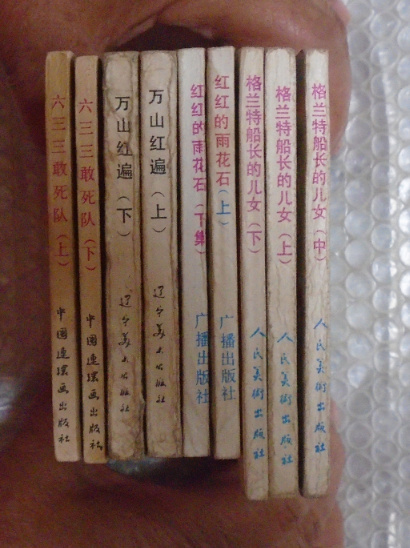 六三三敢死队（上）
中国连环画出版社
六三三敢死队（下）
中国连环画出版社
万山红遍（下）
辽宁美术出版社
万山红遍（上）
辽宁美术出版社
红红的雨花石（下集）
广播出版社
红红的雨花石（上）
广播出版社
格兰特船长的儿女（下）
人民美術出版社
格兰特船长的儿女（上）
人民美術出版社
格兰特船长的儿女（中）
人民美術出版社